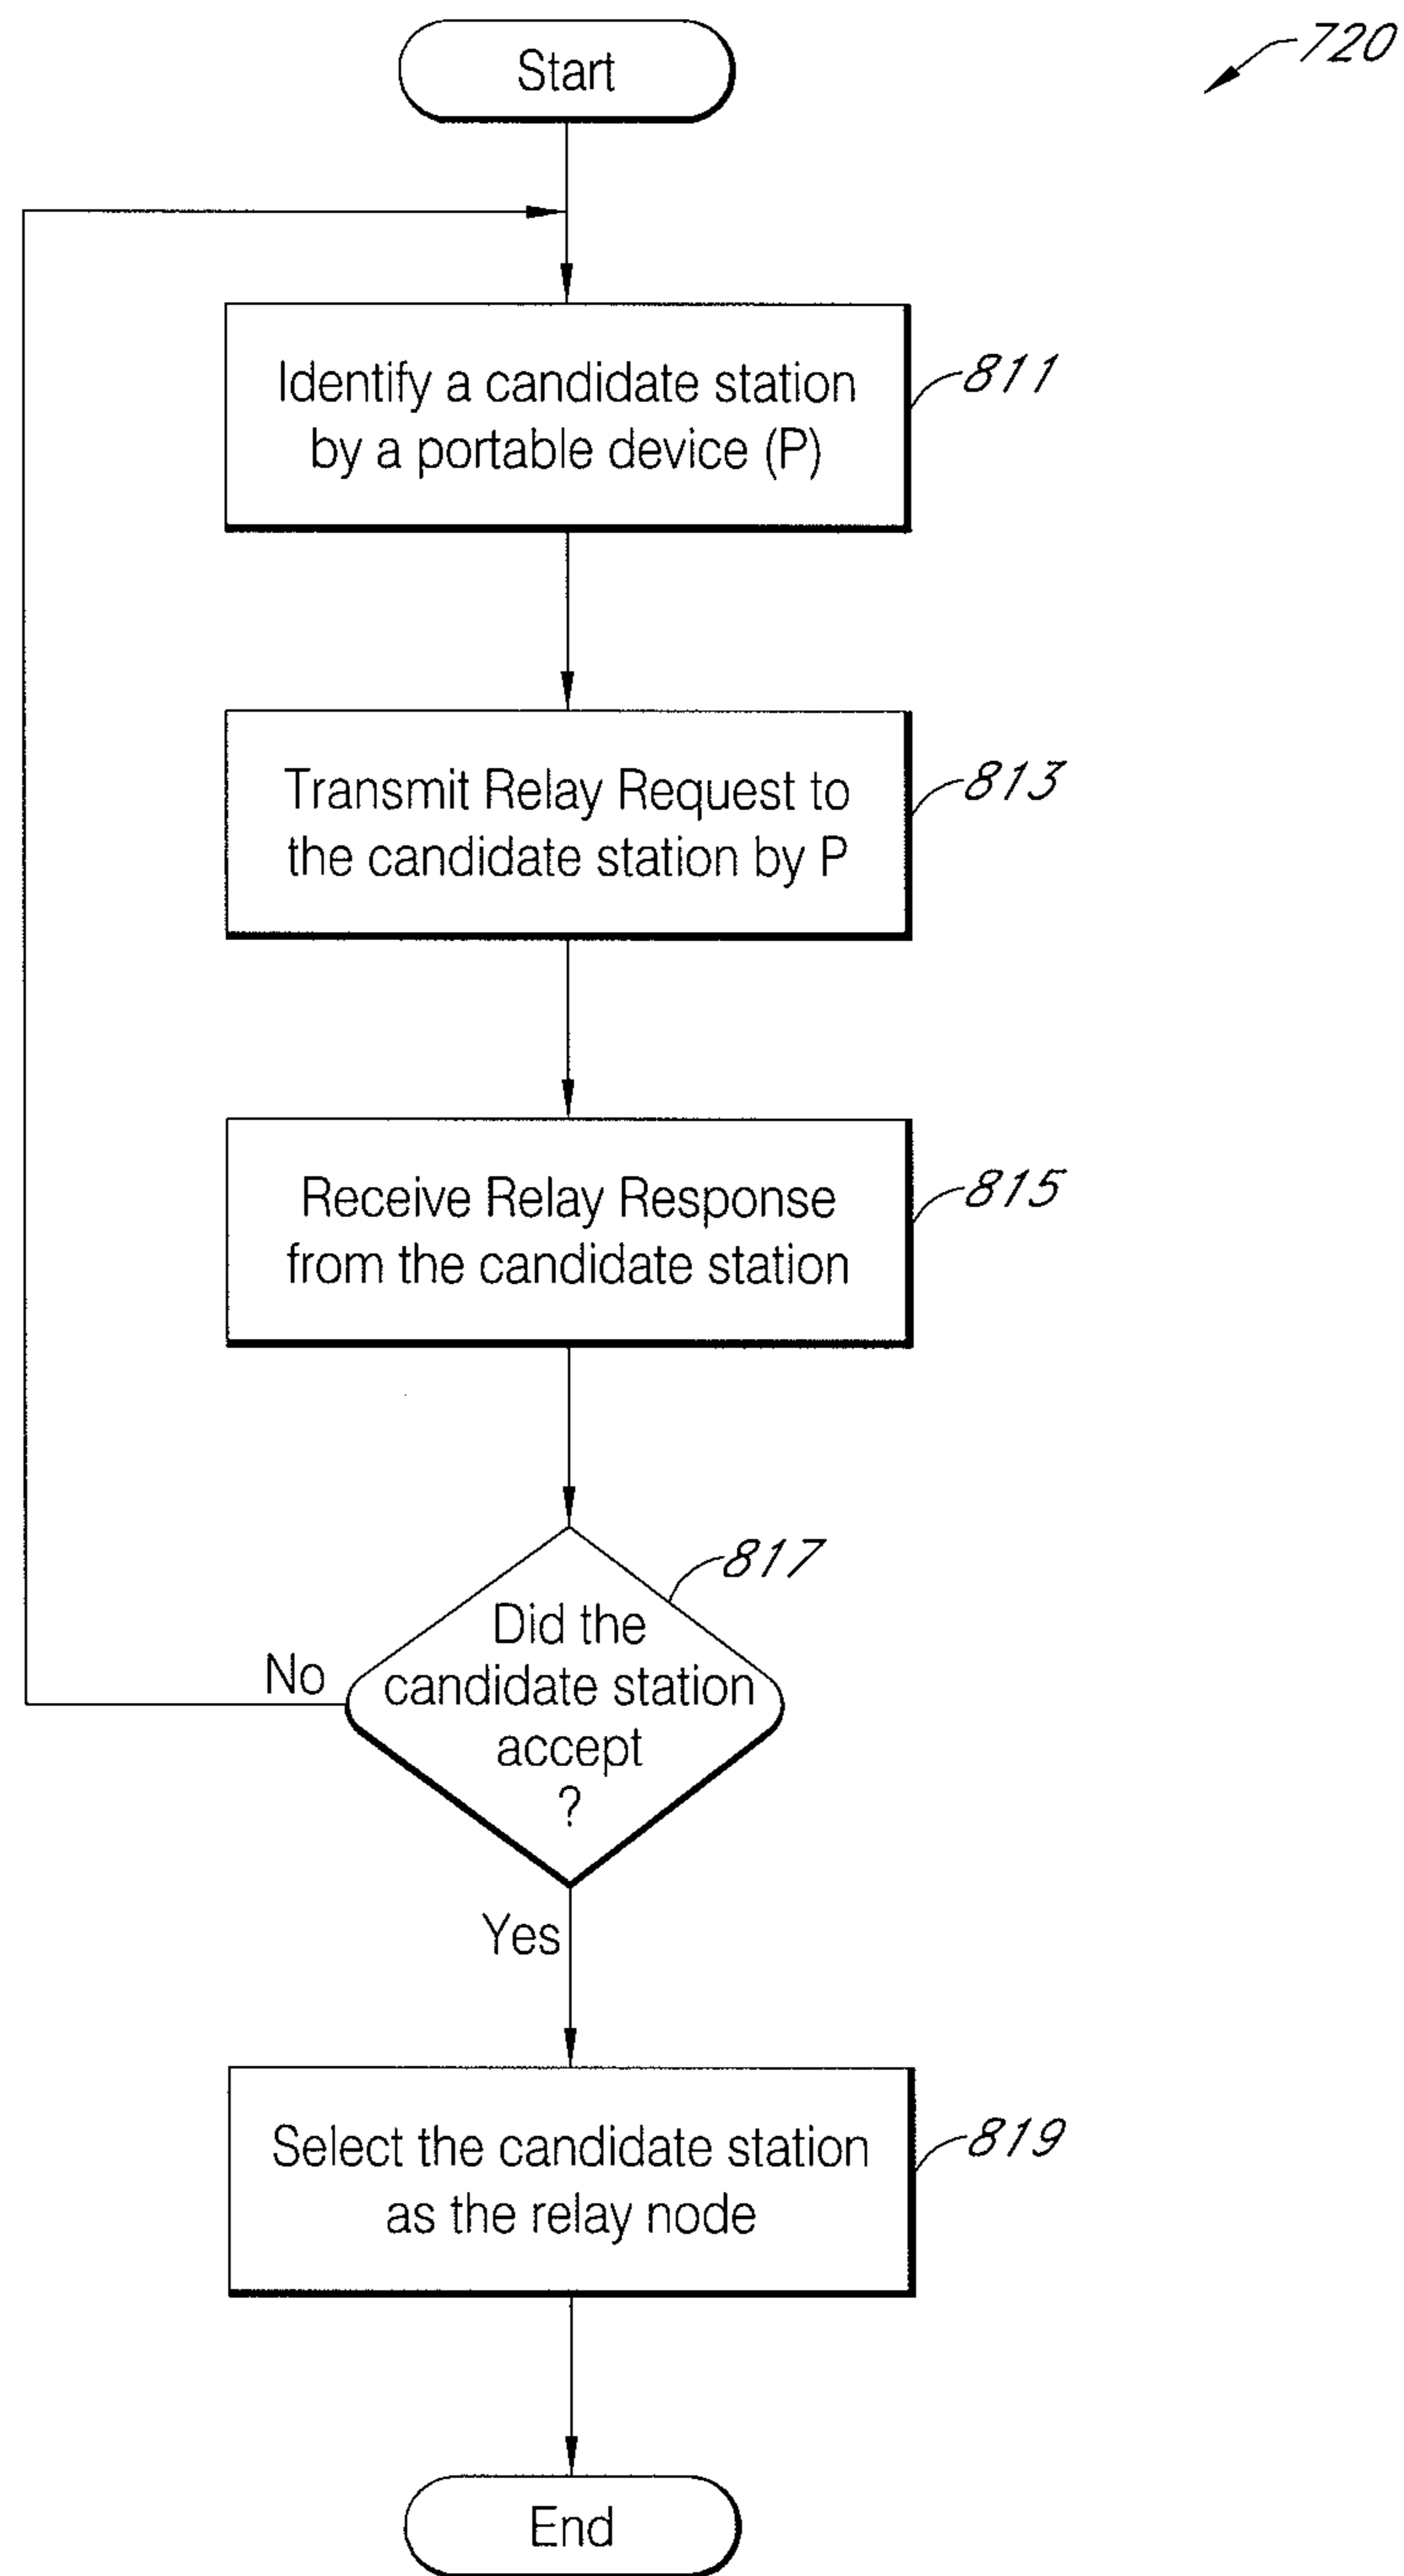 Start
720
Identify a candidate station
by a portable device (P)
811
Transmit Relay Request to
the candidate station by P
813
Receive Relay Response
from the candidate station
815
817
Did the
candidate station
accept
?
No
Yes
Select the candidate station
as the relay node
819
End